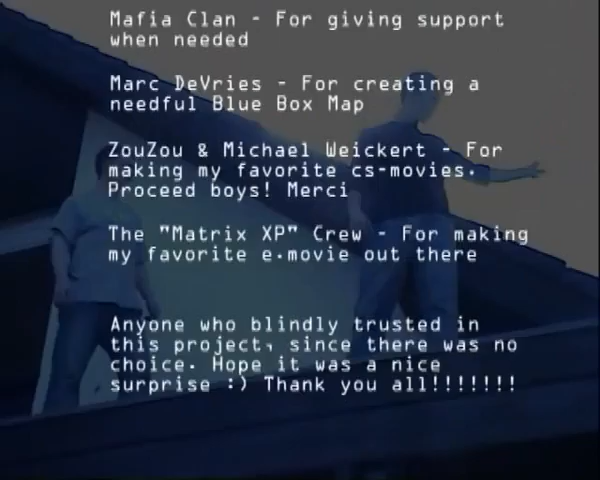 Mafia Clan - For giving support
when needed
Marc DeVries - For creating a
needful Blue Box Map
ZouZou & Michael Weickert - For
making my favorite cs-movies.
Proceed boys! Merci
The "Matrix XP" Crew - For making
my favorite e.movie out there
Anyone who blindly trusted in
this project, since there was no
choice. Hope it was a nice
surprise :) Thank you all!!!!!!!